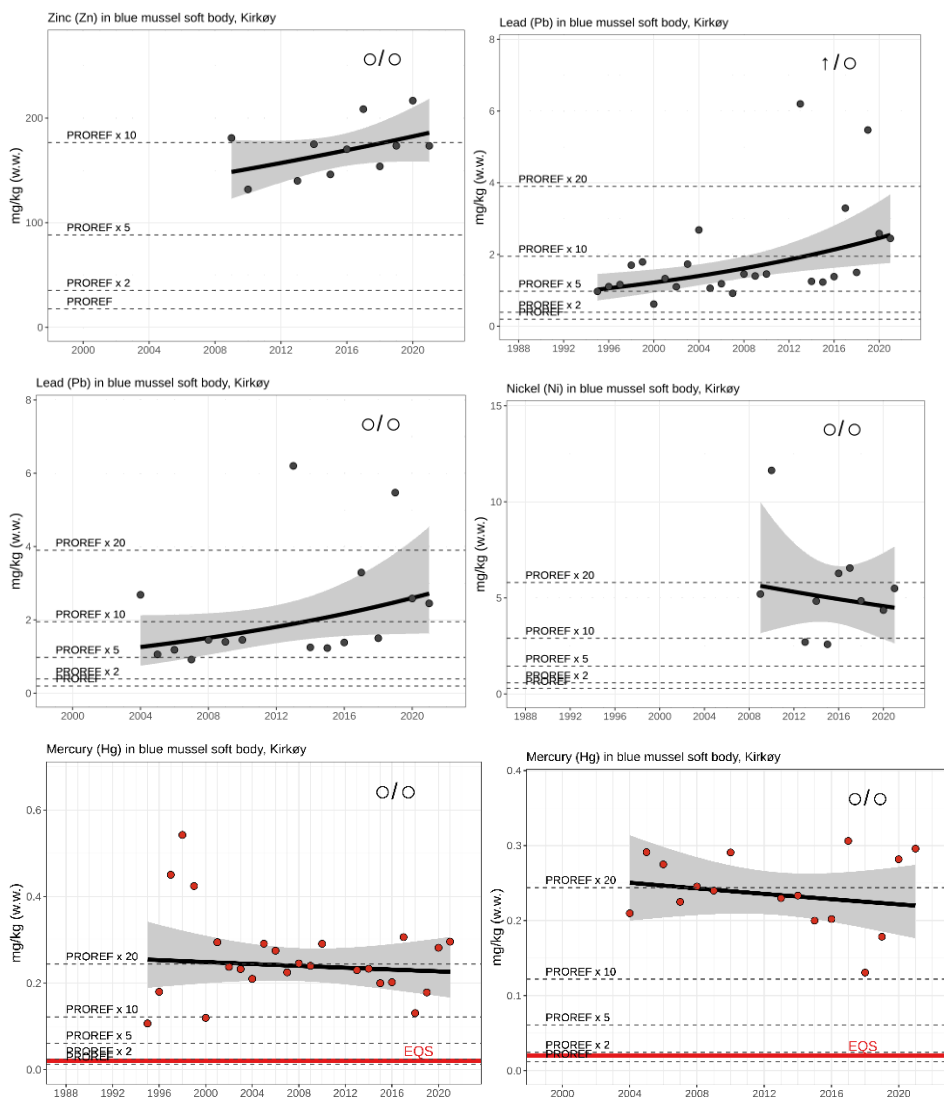 Zinc (Zn) in blue mussel soft body, Kirkøy
○/○
mg/kg (w.w.)
200
100
0
PROREF x 10
PROREF x 5
PROREF x 2
PROREF
2000 2004 2008 2012 2016 2020
Lead (Pb) in blue mussel soft body, Kirkøy
↑/○
mg/kg (w.w.)
8
6
4
2
0
PROREF x 20
PROREF x 10
PROREF x 5
PROREF x 2
PROREF
1988 1992 1996 2000 2004 2008 2012 2016 2020
Lead (Pb) in blue mussel soft body, Kirkøy
○/○
mg/kg (w.w.)
8
6
4
2
0
PROREF x 20
PROREF x 10
PROREF x 5
PROREF x 2
PROREF
2000 2004 2008 2012 2016 2020
Nickel (Ni) in blue mussel soft body, Kirkøy
○/○
mg/kg (w.w.)
15
10
5
0
PROREF x 20
PROREF x 10
PROREF x 5
PROREF x 2
PROREF
1988 1992 1996 2000 2004 2008 2012 2016 2020
Mercury (Hg) in blue mussel soft body, Kirkøy
○/○
mg/kg (w.w.)
0.6
0.4
0.2
0.0
PROREF x 20
PROREF x 10
PROREF x 5
PROREF x 2
PROREF
EQS
1988 1992 1996 2000 2004 2008 2012 2016 2020
Mercury (Hg) in blue mussel soft body, Kirkøy
○/○
mg/kg (w.w.)
0.4
0.3
0.2
0.1
0.0
PROREF x 20
PROREF x 10
PROREF x 5
PROREF x 2
PROREF
EQS
2000 2004 2008 2012 2016 2020